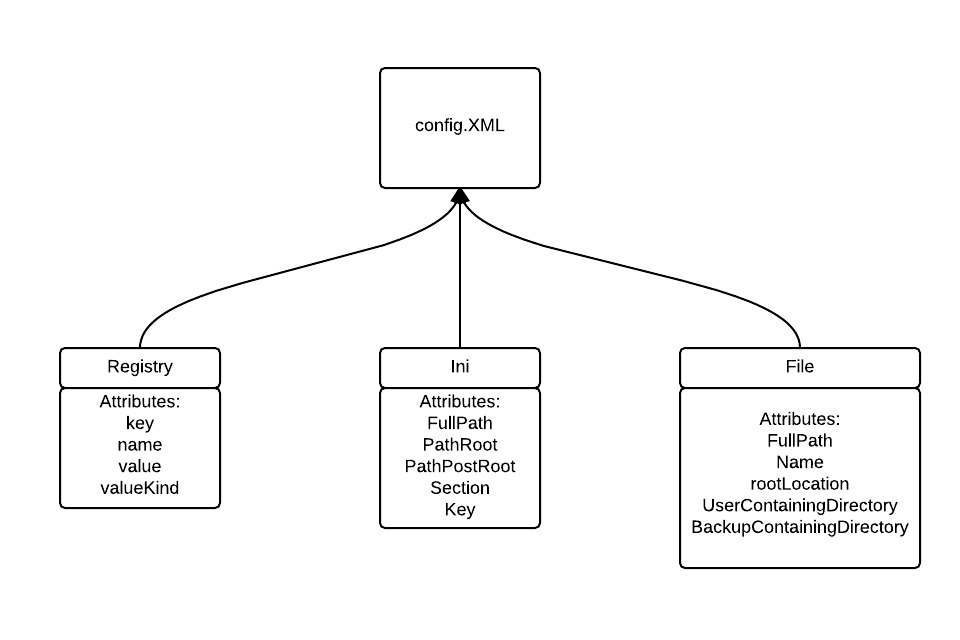 config.XML
Registry
Attributes:
key
name
value
valueKind
Ini
Attributes:
FullPath
PathRoot
PathPostRoot
Section
Key
File
Attributes:
FullPath
Name
rootLocation
UserContainingDirectory
BackupContainingDirectory